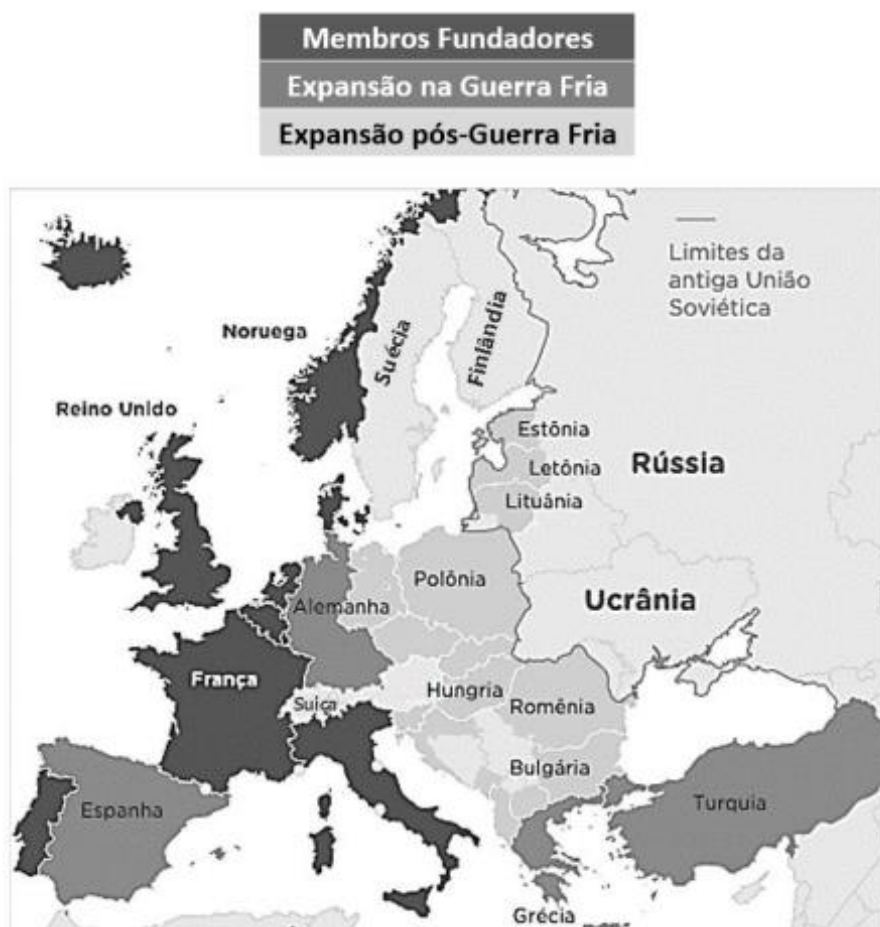 Membros Fundadores
Expansão na Guerra Fria
Expansão pós-Guerra Fria
Limites da
antiga União
Soviética
Noruega
Suécia
Finlândia
Reino Unido
Estônia
Letônia
Rússia
Lituânia
Polônia
Ucrânia
Alemanha
França
Suiça
Hungria
Romênia
Bulgária
Espanha
Turquia
Grécia